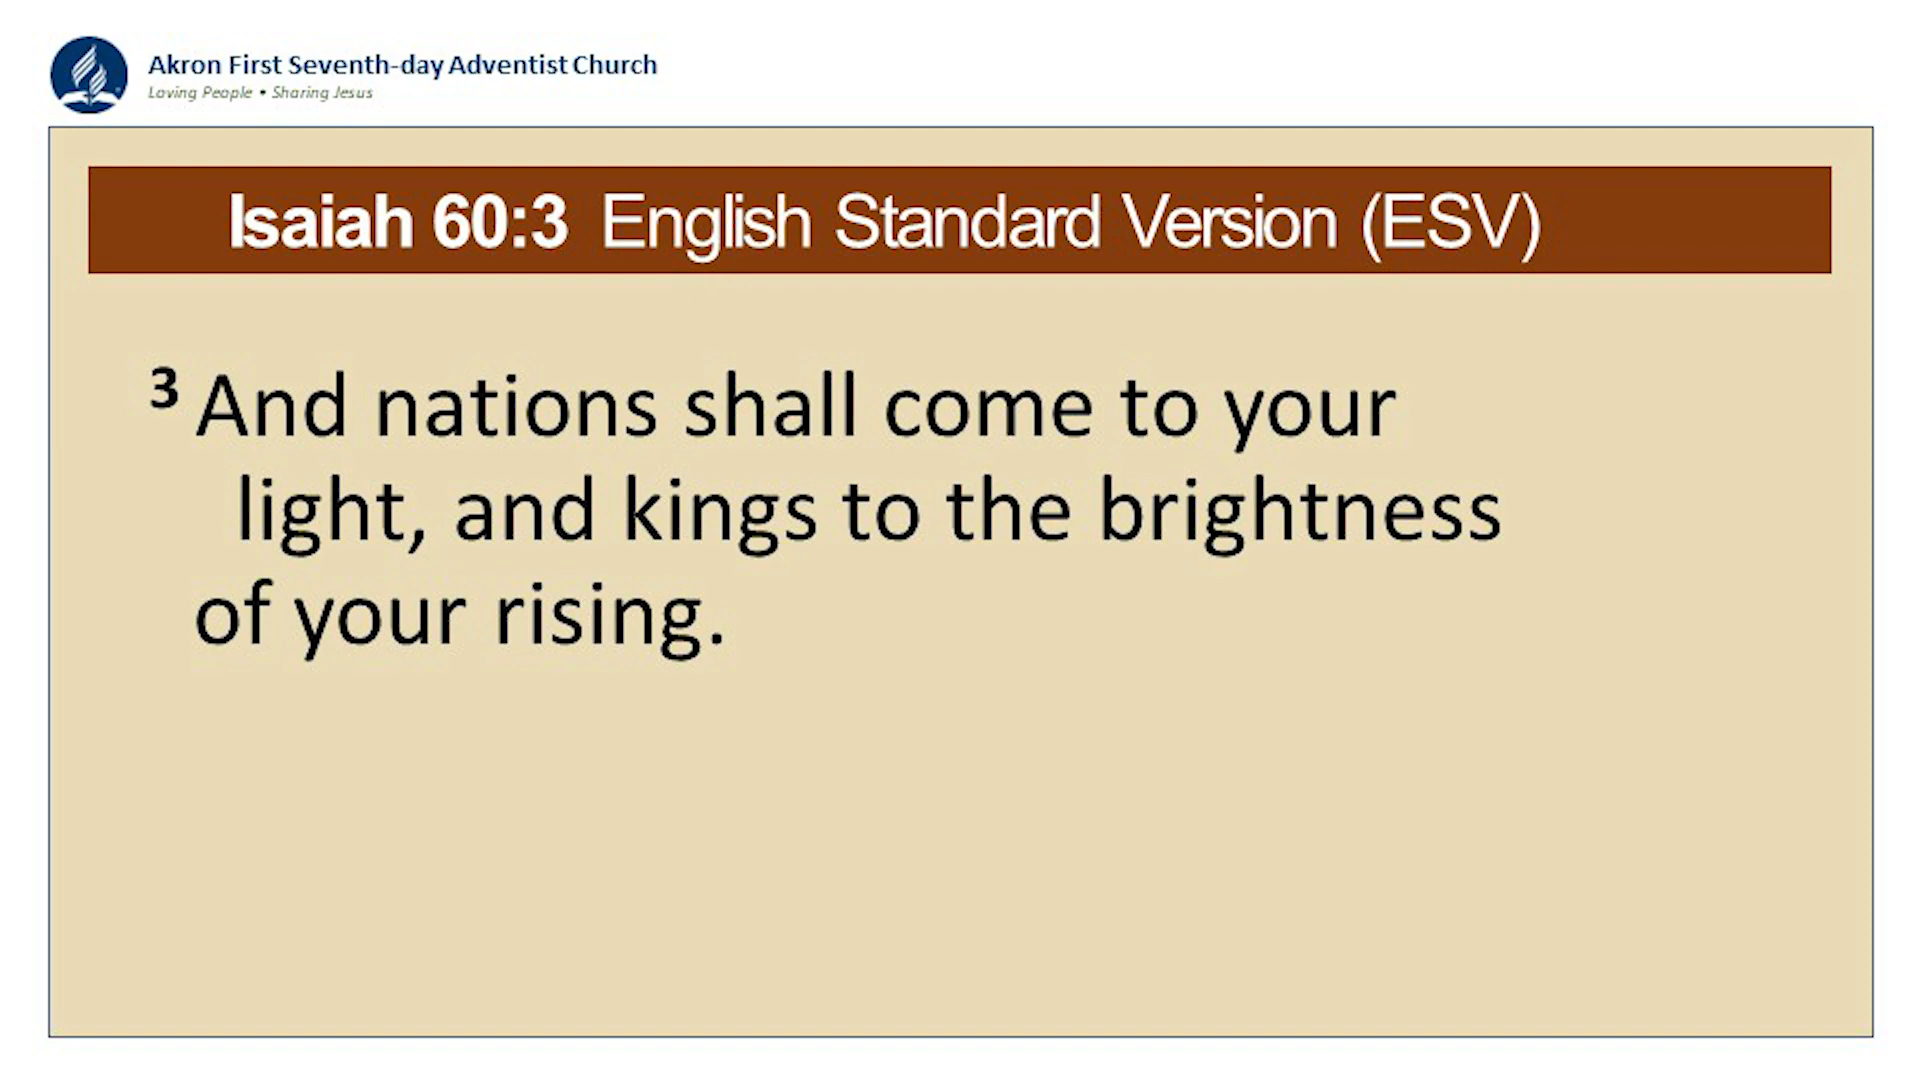 Akron First Seventh-day Adventist Church
Loving People • Sharing Jesus
Isaiah 60:3 English Standard Version (ESV)
3 And nations shall come to your
light, and kings to the brightness
of your rising.